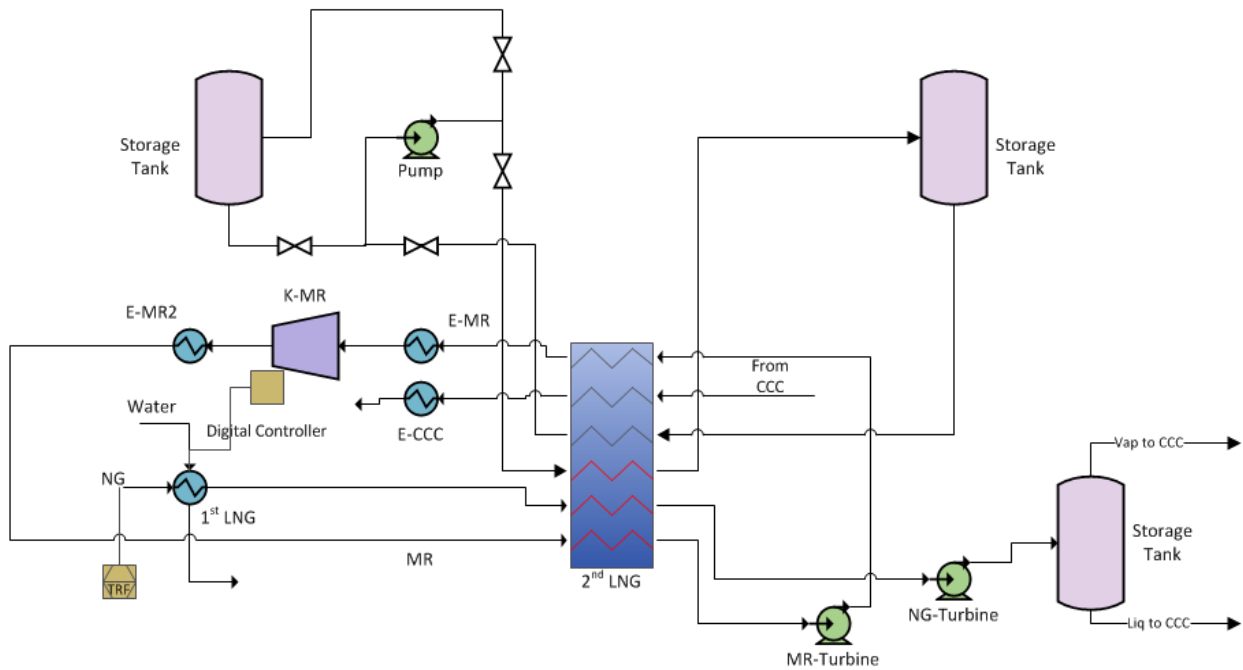 Storage
Tank
Pump
Storage
Tank
E-MR2
K-MR
E-MR
From
CCC
Water
Digital Controller
E-CCC
NG
1st LNG
Vap to CCC
Storage
Tank
MR
TRF
2nd LNG
NG-Turbine
Liq to CCC
MR-Turbine